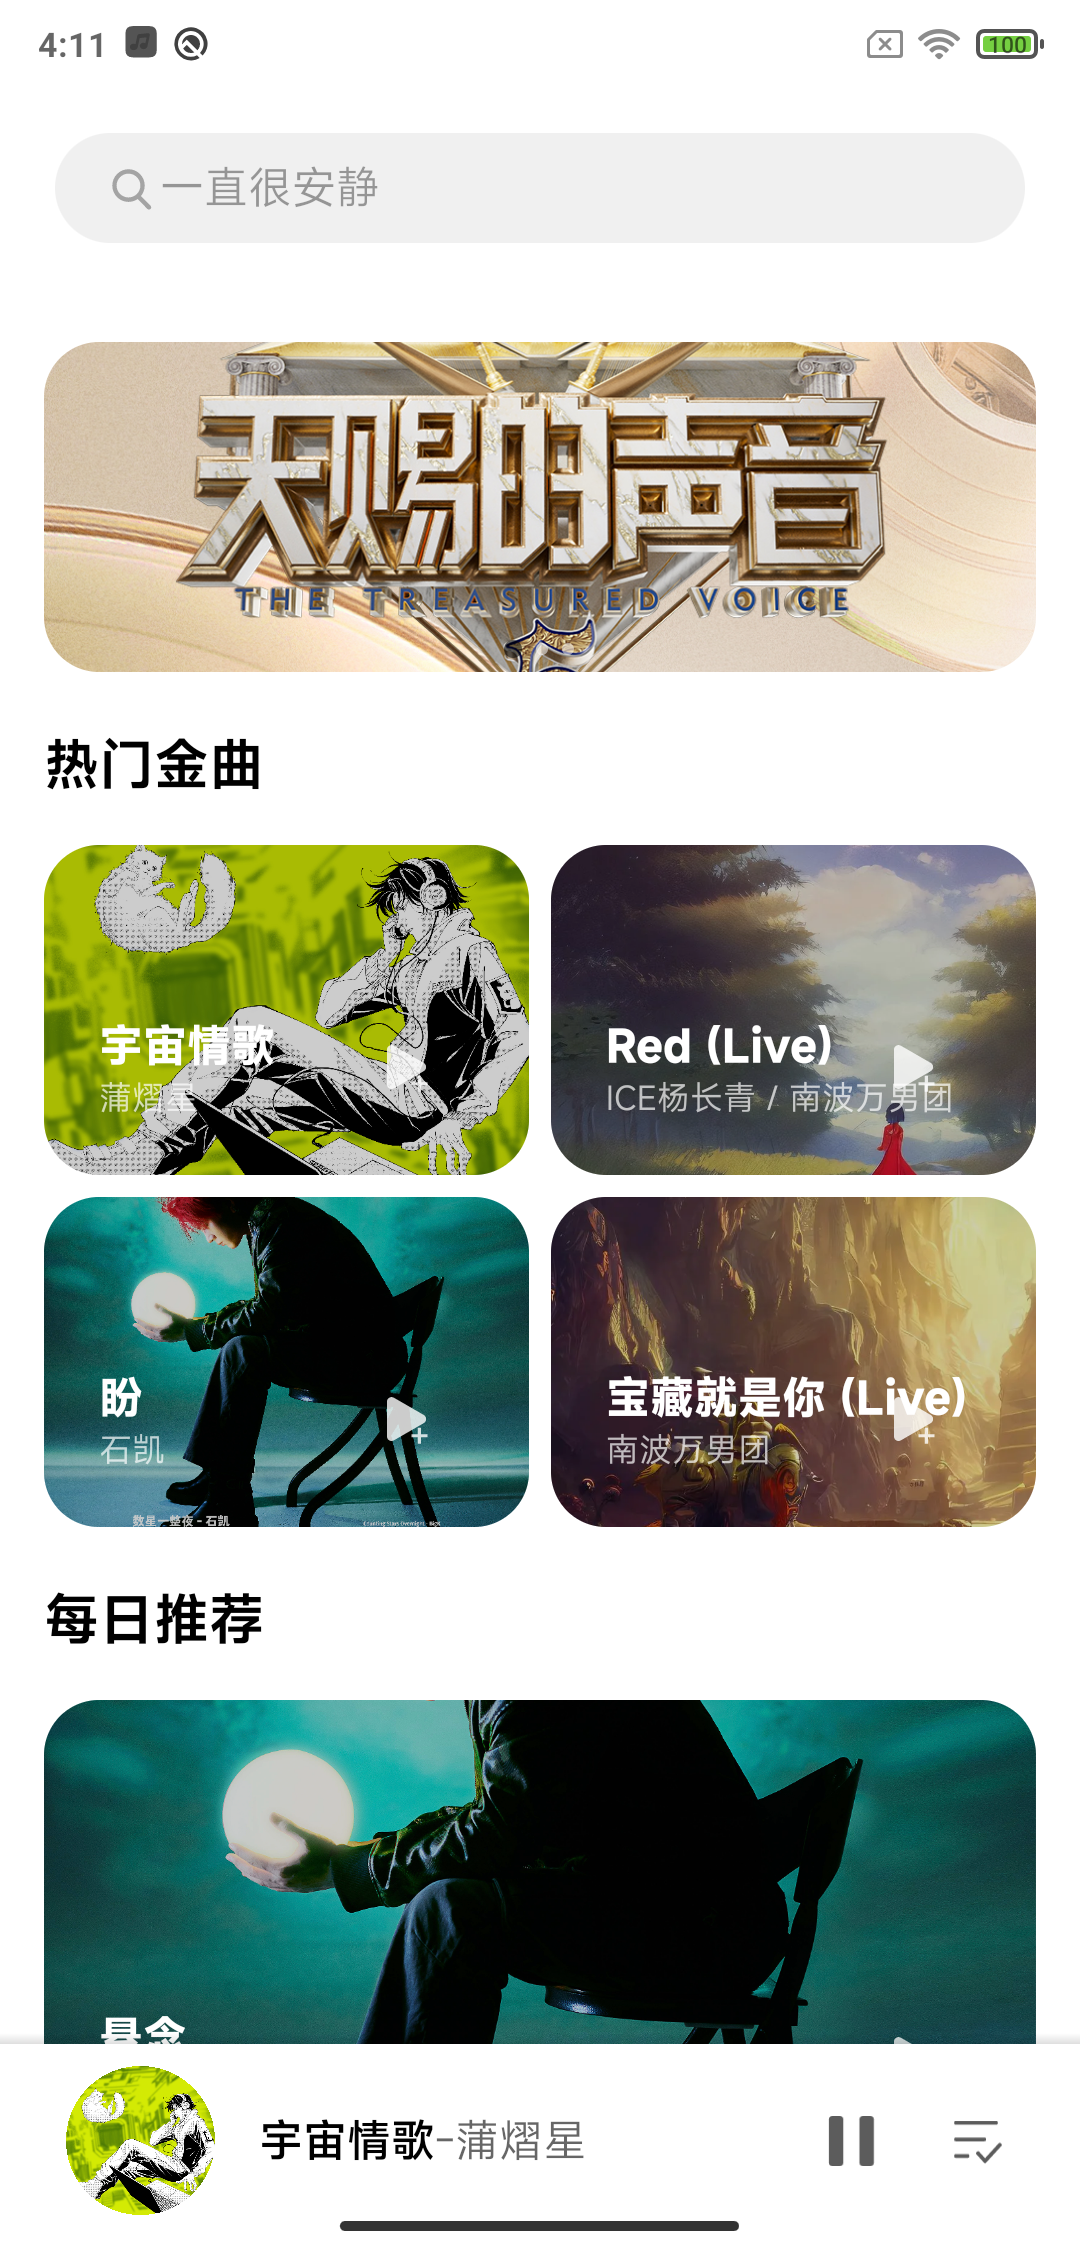 4:11
100
一直很安静
天赐的声音
THE TREASURED VOICE
5
热门金曲
宇宙情歌
蒲熠星
Red (Live)
ICE杨长青 / 南波万男团
盼
石凯
数星一整夜 - 石凯
宝藏就是你 (Live)
南波万男团
每日推荐
悬念
宇宙情歌-蒲熠星